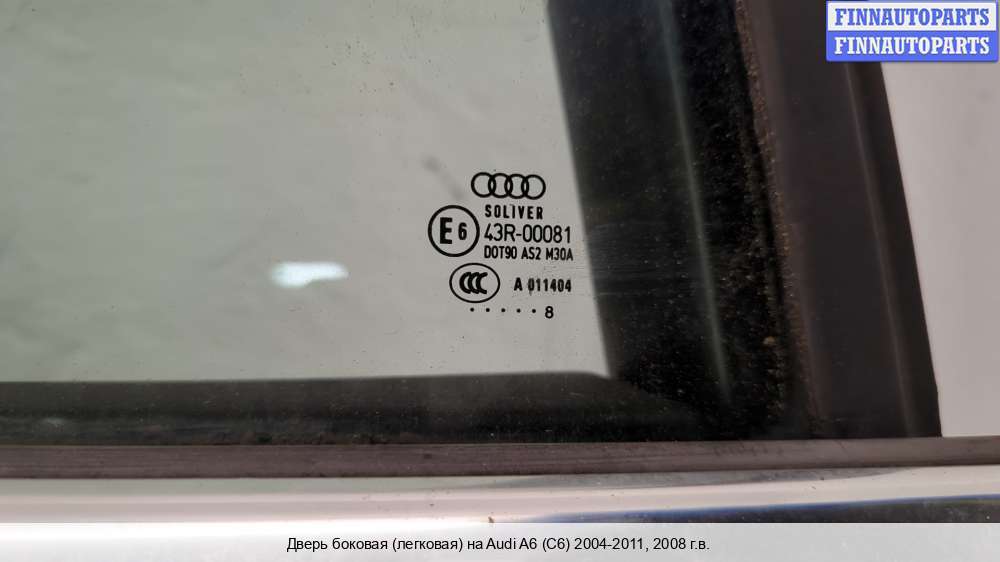 FINNAUTOPARTS
FINNAUTOPARTS
SOLIVER
E6 43R-00081
DOT90 AS2 M30A
CCC A 011404
. . . . . 8
Дверь боковая (легковая) на Audi A6 (C6) 2004-2011, 2008 г.в.